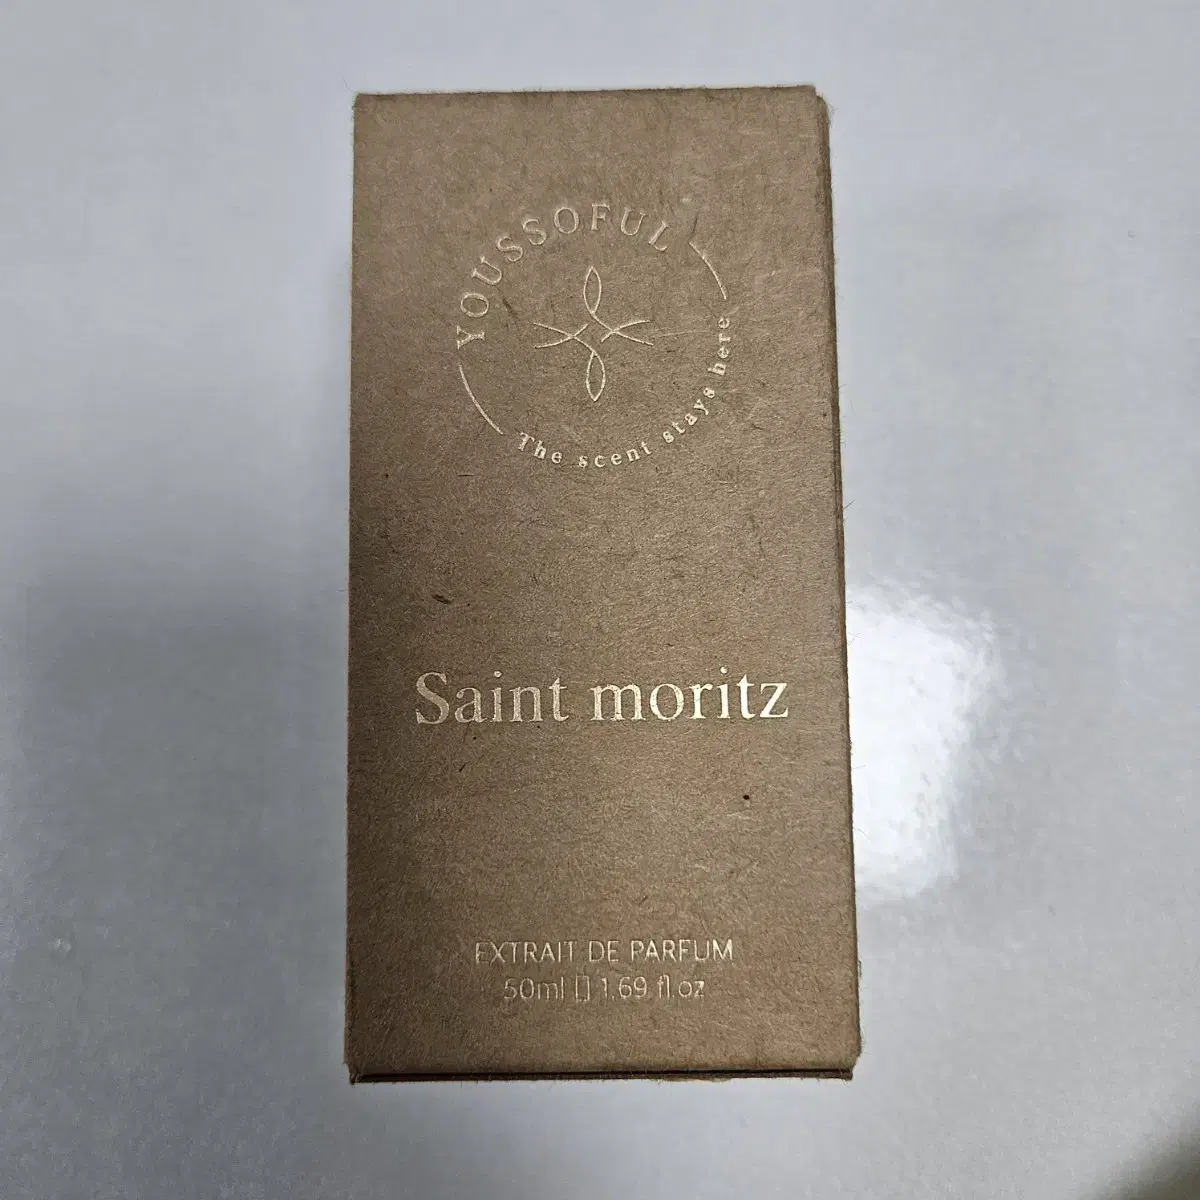 YOUSSOFUL
The scent stays here
Saint moritz
EXTRAIT DE PARFUM
50ml ▯ 1.69 fl.oz